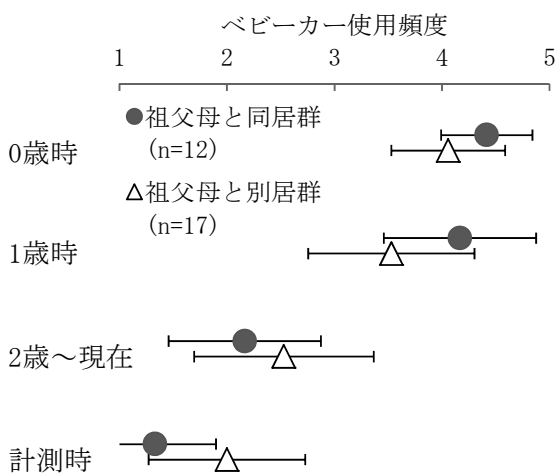 ベビーカー使用頻度
1 2 3 4 5
●祖父母と同居群
(n=12)
0歳時
△祖父母と別居群
(n=17)
1歳時
2歳～現在
計測時